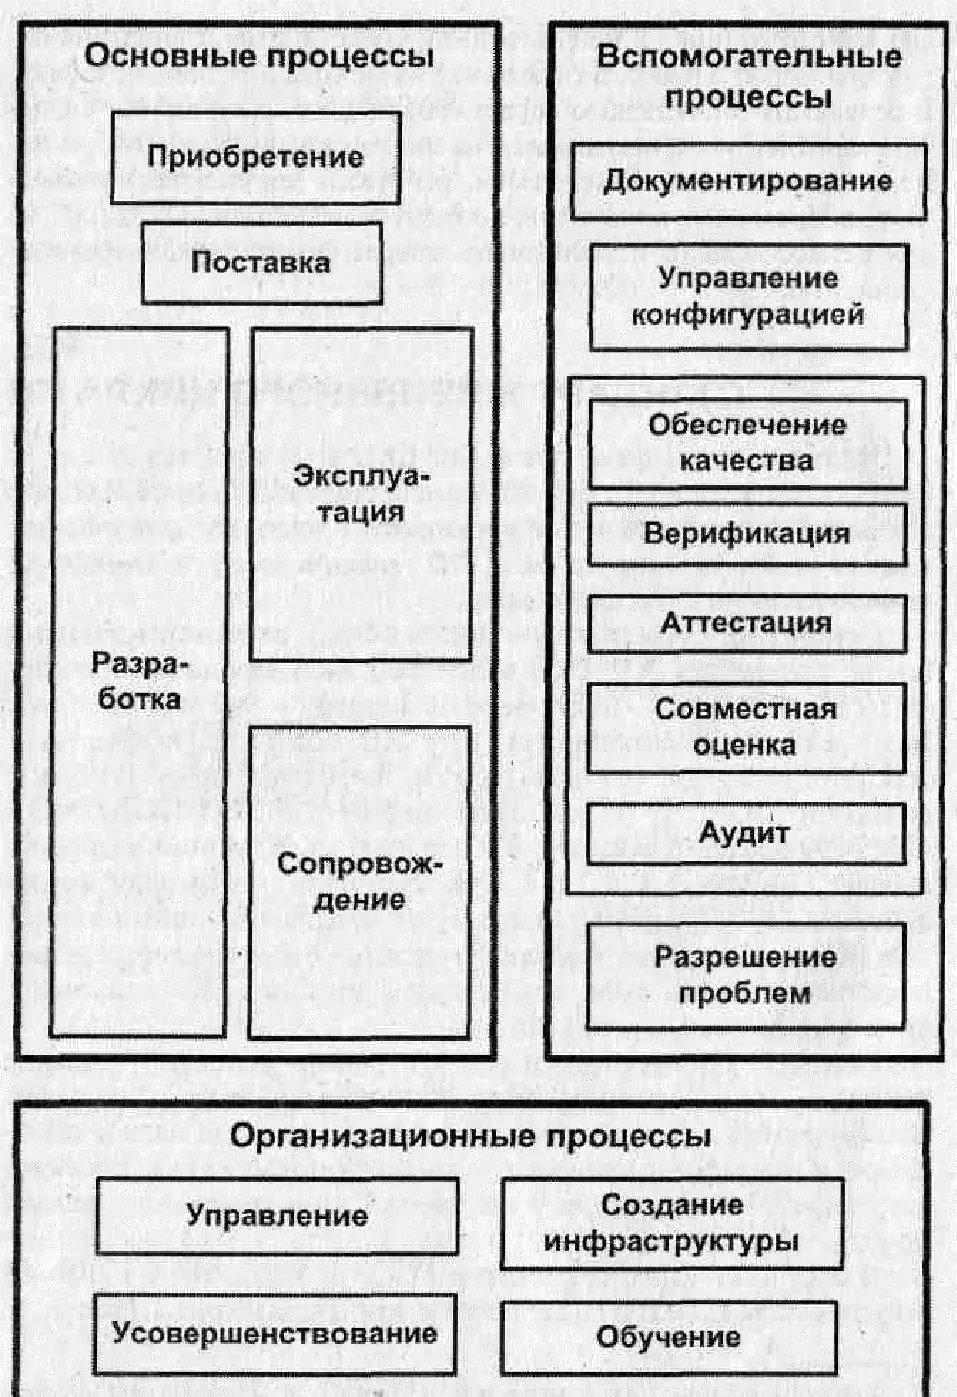 Основные процессы
Приобретение
Поставка
Разра-
ботка
Эксплуа-
тация
Сопровож-
дение
Вспомогательные
процессы
Документирование
Управление
конфигурацией
Обеспечение
качества
Верификация
Аттестация
Совместная
оценка
Аудит
Разрешение
проблем
Организационные процессы
Управление
Создание
инфраструктуры
Усовершенствование
Обучение